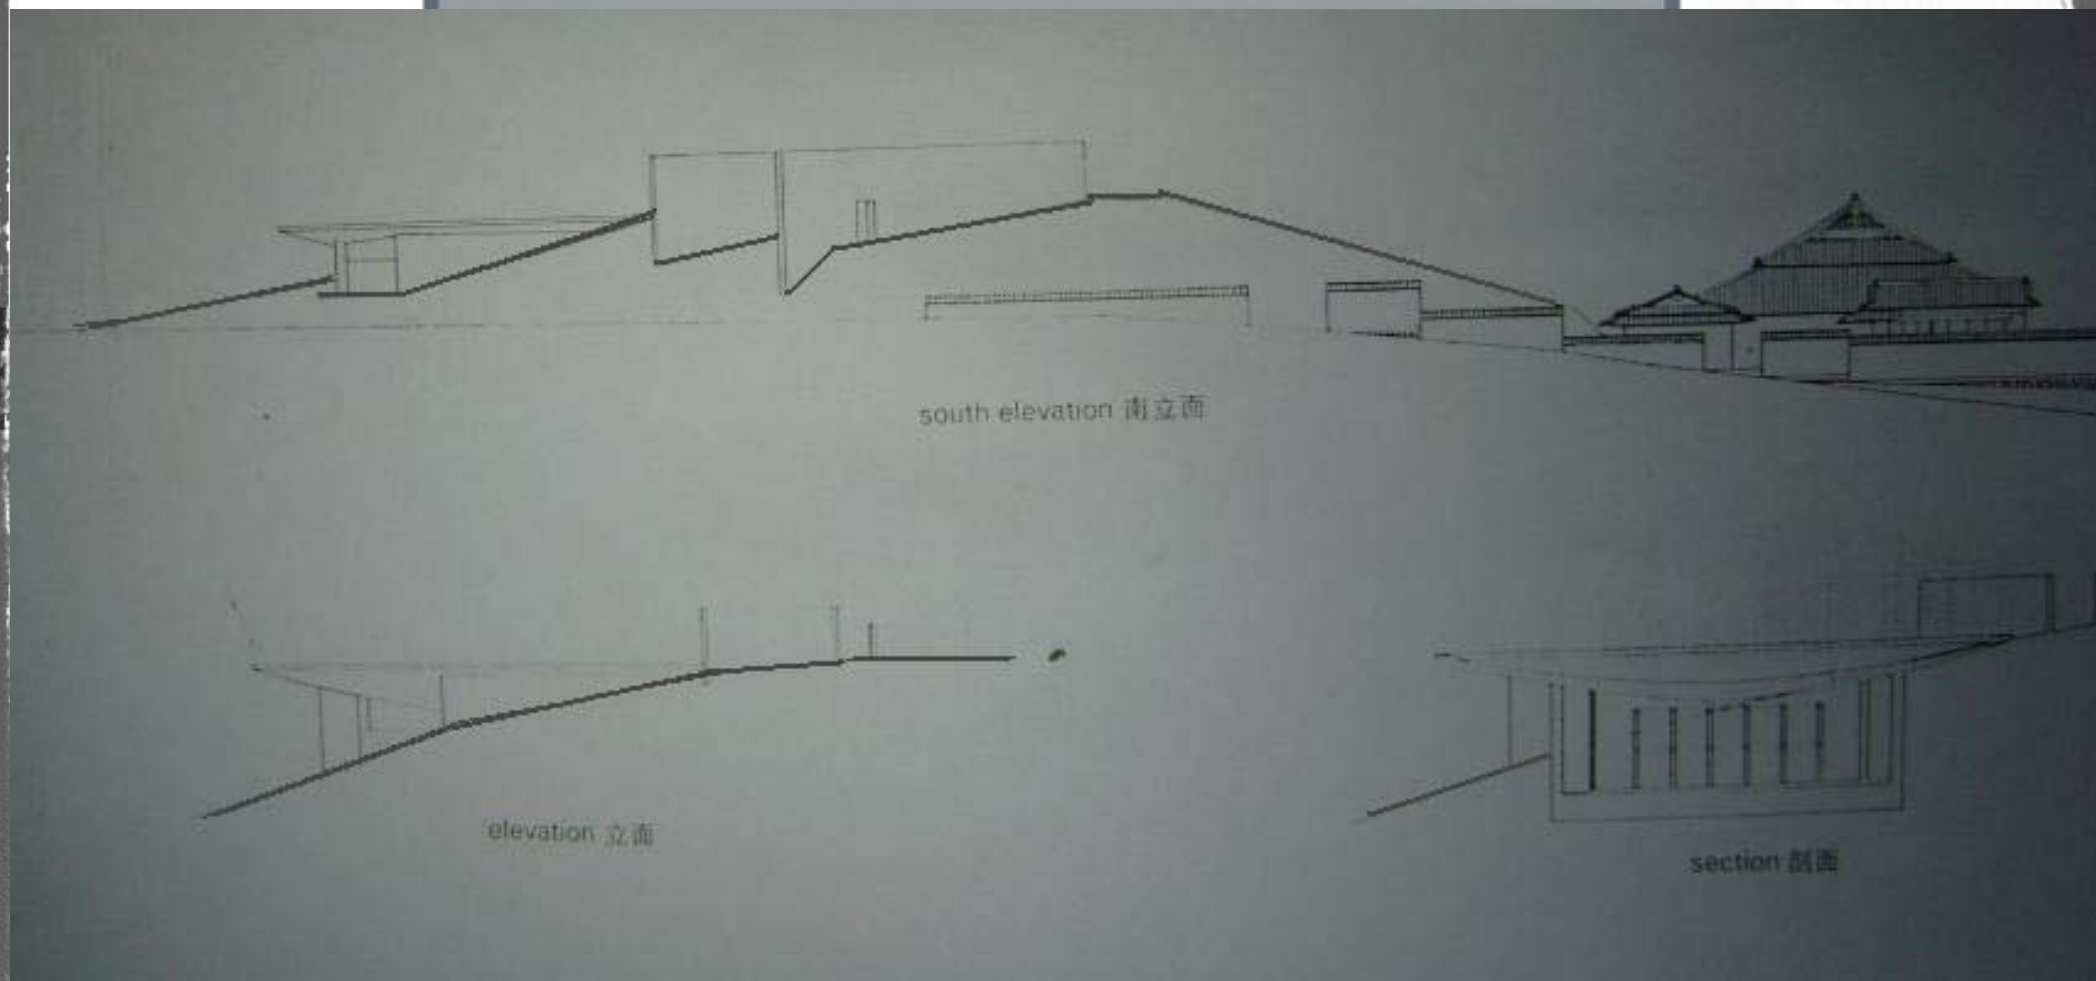 south elevation 南立面
elevation 立面
section 剖面